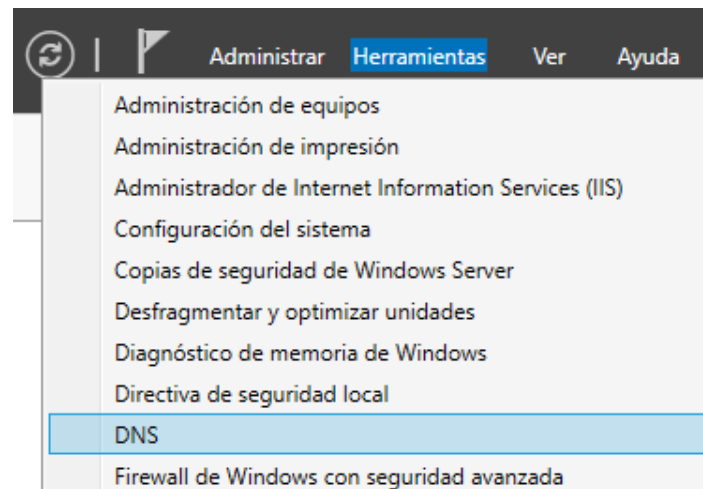 Administrar Herramientas Ver Ayuda
Administración de equipos
Administración de impresión
Administrador de Internet Information Services (IIS)
Configuración del sistema
Copias de seguridad de Windows Server
Desfragmentar y optimizar unidades
Diagnóstico de memoria de Windows
Directiva de seguridad local
DNS
Firewall de Windows con seguridad avanzada